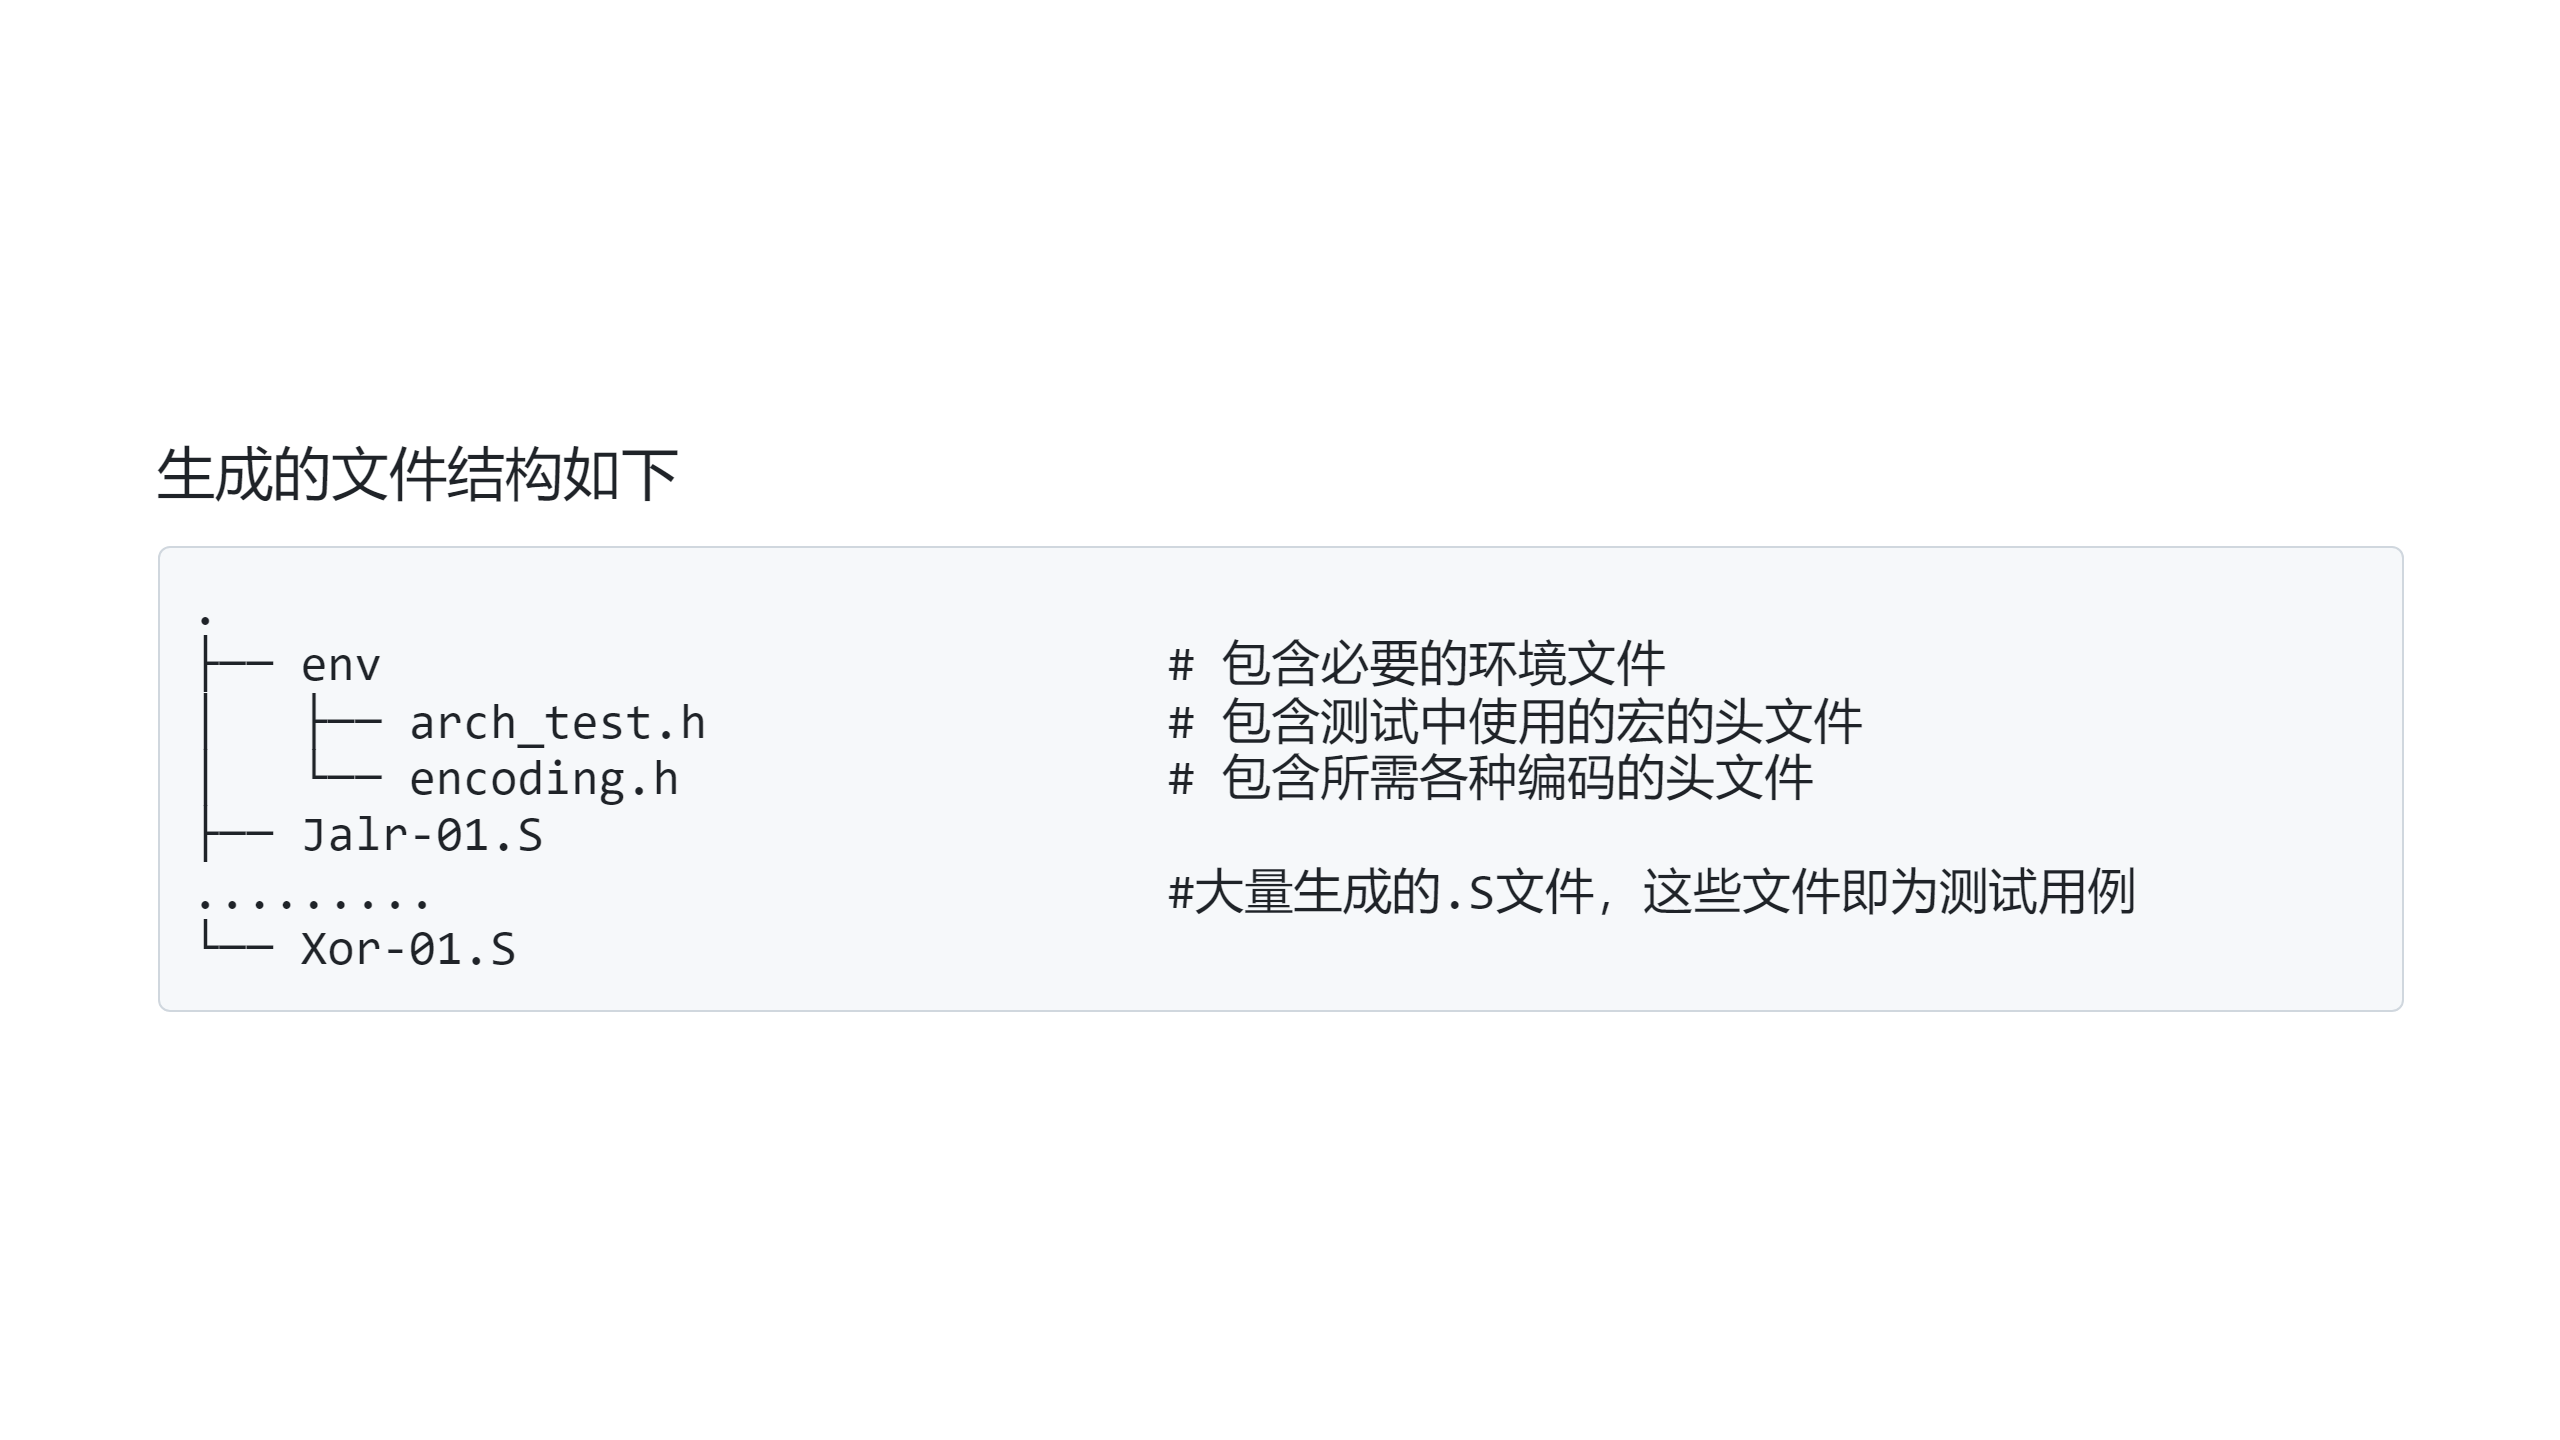 生成的文件结构如下
.
├── env                                # 包含必要的环境文件
│   ├── arch_test.h                    # 包含测试中使用的宏的头文件
│   └── encoding.h                     # 包含所需各种编码的头文件
├── Jalr-01.S
.........                              #大量生成的.S文件，这些文件即为测试用例
└── Xor-01.S